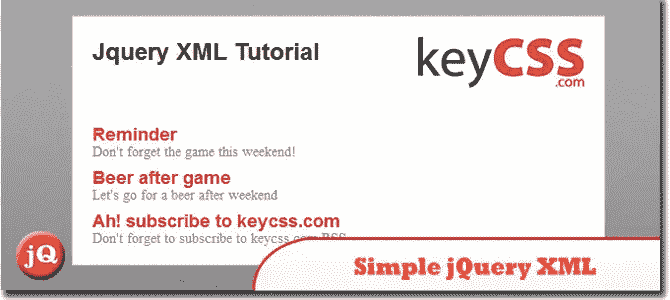 Jquery XML Tutorial
keyCSS
.com
Reminder
Don't forget the game this weekend!
Beer after game
Let's go for a beer after weekend
Ah! subscribe to keycss.com
Don't forget to subscribe to keycss.com RSS
jQ
Simple jQuery XML